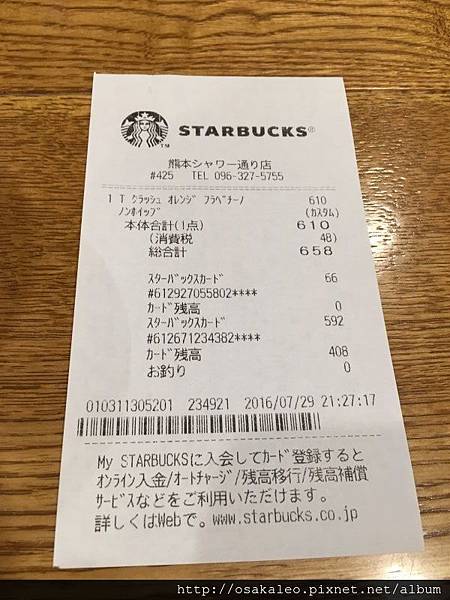 STARBUCKS®
TM
熊本シャワー通り店
#425 TEL 096-327-5755
1 T クラッシュ オレンジ フラペチーノ 610
ノンホイップ (カスタム)
本体合計(1点) 610
(消費税 48)
総合計 658
スターバックスカード 66
#612927055802****
カード残高 0
スターバックスカード 592
#612671234382****
カード残高 408
お釣り 0
010311305201 234921 2016/07/29 21:27:17
My STARBUCKSに入会してカード登録すると
オンライン入金/オートチャージ/残高移行/残高補償
サービスなどをご利用いただけます。
詳しくはWebで。www.starbucks.co.jp
http://osakaleo.pixnet.net/album